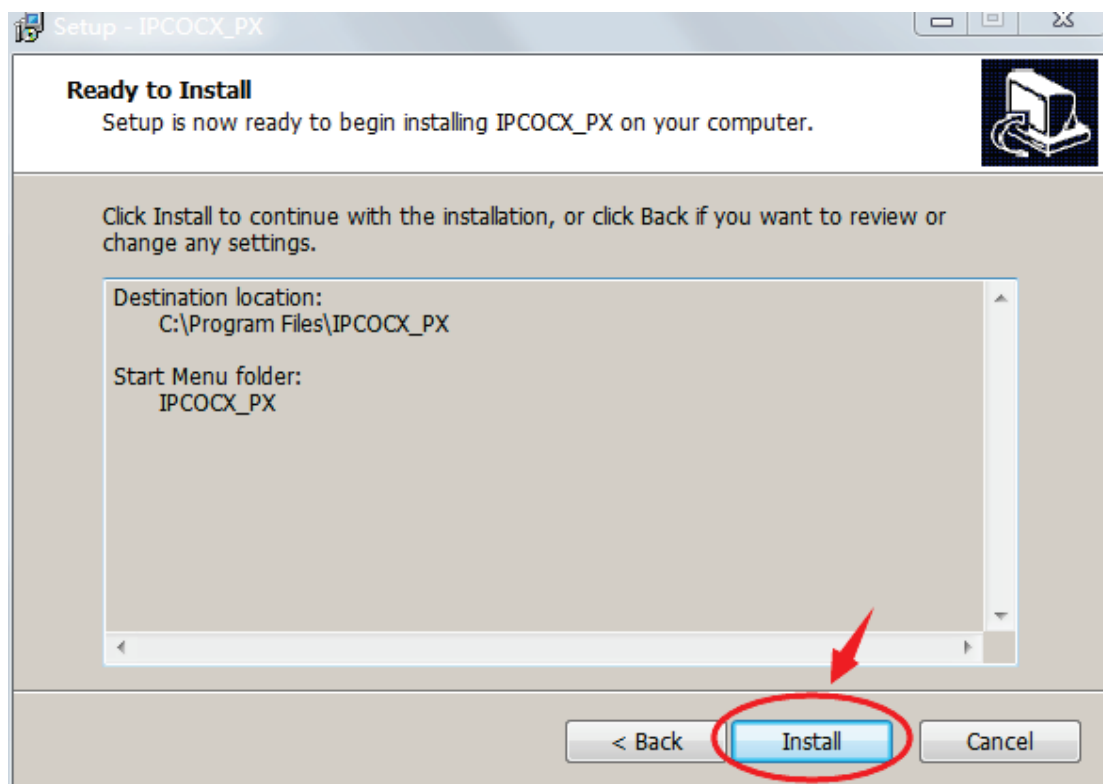 Setup - IPCOCX_PX
Ready to Install
Setup is now ready to begin installing IPCOCX_PX on your computer.
Click Install to continue with the installation, or click Back if you want to review or
change any settings.
Destination location:
C:\Program Files\IPCOCX_PX
Start Menu folder:
IPCOCX_PX
< Back
Install
Cancel